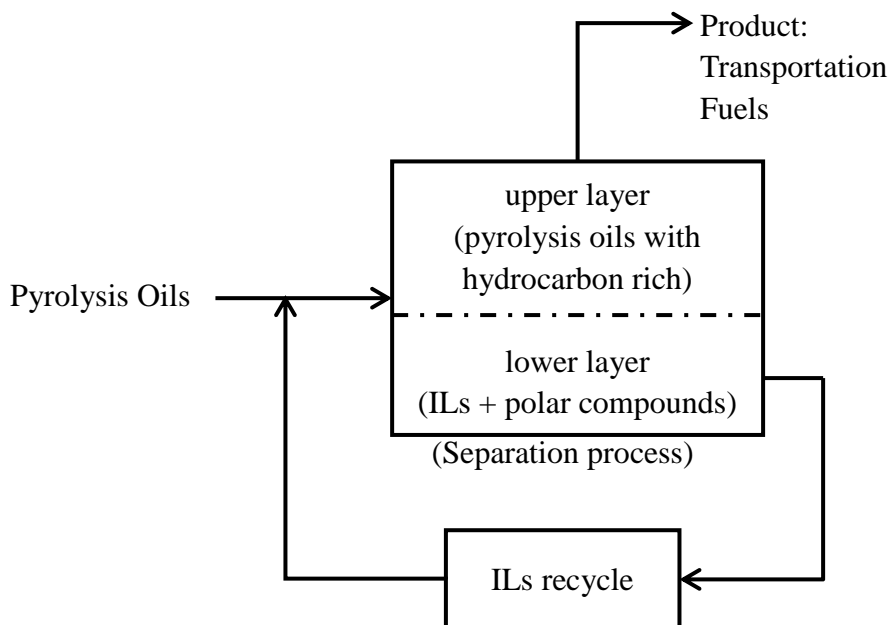 Product:
Transportation
Fuels
upper layer
(pyrolysis oils with
hydrocarbon rich)
Pyrolysis Oils
lower layer
(ILs + polar compounds)
(Separation process)
ILs recycle